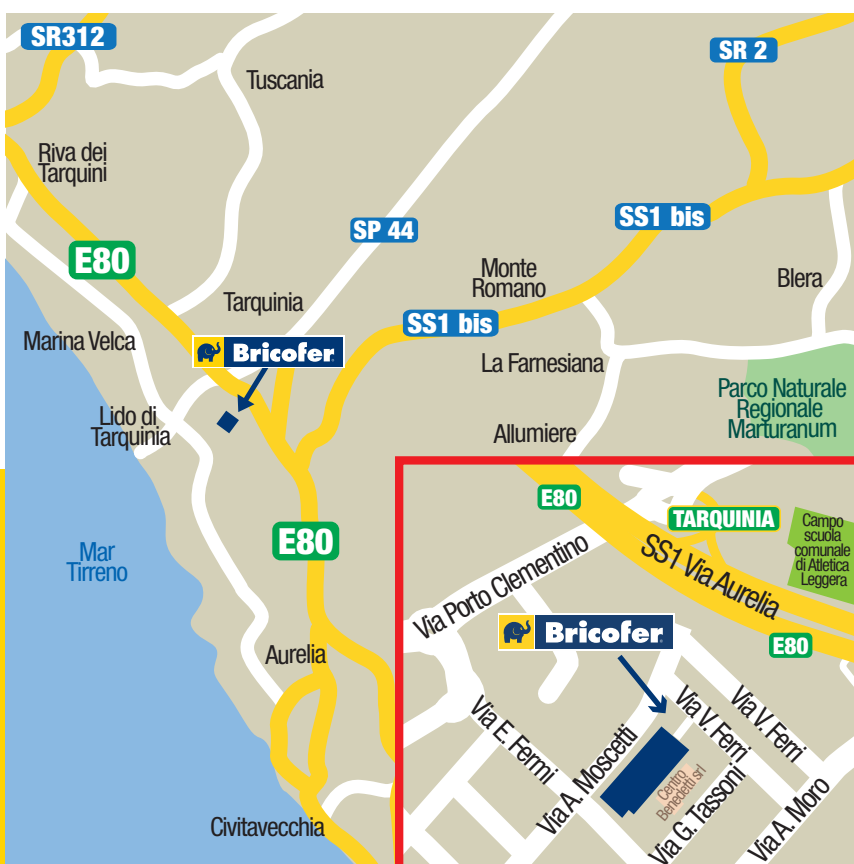 SR312
SR 2
Tuscania
Riva dei
Tarquini
SS1 bis
SP 44
E80
Monte
Romano
Blera
Tarquinia
SS1 bis
Marina Velca
Bricofer
La Farnesiana
Parco Naturale
Regionale
Marturanum
Lido di
Tarquinia
Allumiere
E80
Mar
Tirreno
Aurelia
Civitavecchia
E80
TARQUINIA
Campo
scuola
comunale
di Atletica
Leggera
SS1 Via Aurelia
Via Porto Clementino
Bricofer
E80
Via E. Fermi
Via A. Moscetti
Via V. Ferri
Via V. Ferri
Centro
Benedetti srl
Via G. Tassoni
Via A. Moro